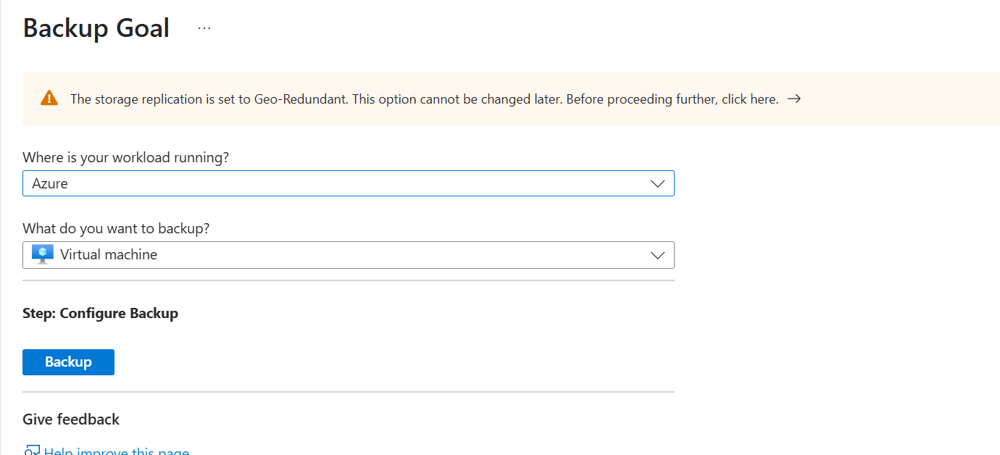 Backup Goal ...
The storage replication is set to Geo-Redundant. This option cannot be changed later. Before proceeding further, click here. →
Where is your workload running?
Azure
What do you want to backup?
Virtual machine
Step: Configure Backup
Backup
Give feedback
Help improve this page